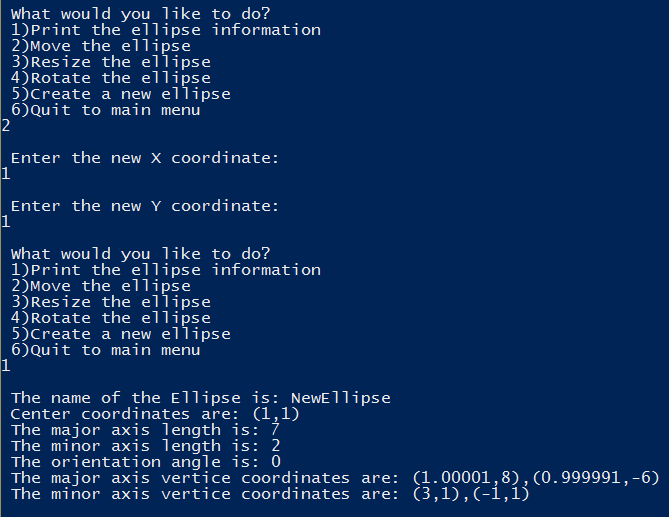 What would you like to do?
1)Print the ellipse information
2)Move the ellipse
3)Resize the ellipse
4)Rotate the ellipse
5)Create a new ellipse
6)Quit to main menu
2
Enter the new X coordinate:
1
Enter the new Y coordinate:
1
What would you like to do?
1)Print the ellipse information
2)Move the ellipse
3)Resize the ellipse
4)Rotate the ellipse
5)Create a new ellipse
6)Quit to main menu
1
The name of the Ellipse is: NewEllipse
Center coordinates are: (1,1)
The major axis length is: 7
The minor axis length is: 2
The orientation angle is: 0
The major axis vertice coordinates are: (1.00001,8),(0.999991,-6)
The minor axis vertice coordinates are: (3,1),(-1,1)